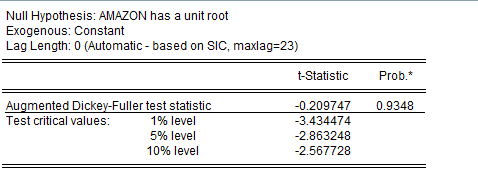 Null Hypothesis: AMAZON has a unit root
Exogenous: Constant
Lag Length: 0 (Automatic - based on SIC, maxlag=23)
t-Statistic Prob.*
Augmented Dickey-Fuller test statistic -0.209747 0.9348
Test critical values: 1% level -3.434474
5% level -2.863248
10% level -2.567728